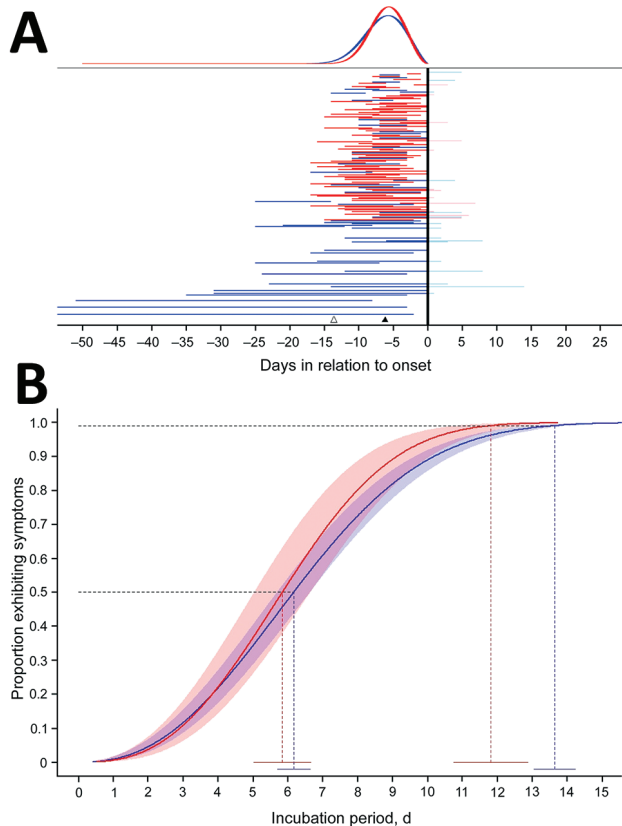 A
–50 –45 –40 –35 –30 –25 –20 –15 –10 –5 0 5 10 15 20 25
Days in relation to onset
B
1.0
0.9
0.8
0.7
0.6
0.5
0.4
0.3
0.2
0.1
0
Proportion exhibiting symptoms
0 1 2 3 4 5 6 7 8 9 10 11 12 13 14 15
Incubation period, d